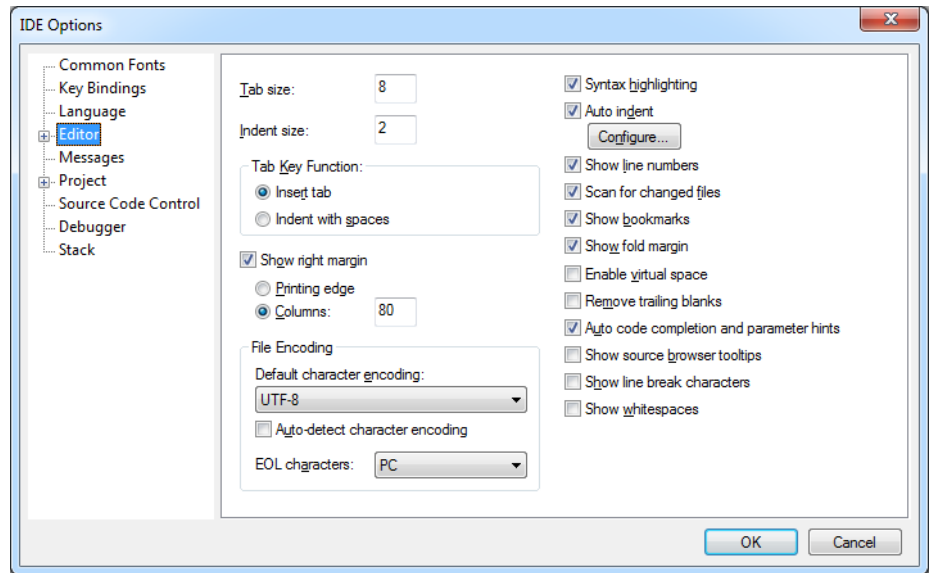 IDE Options
Common Fonts
Key Bindings
Language
Editor
Messages
Project
Source Code Control
Debugger
Stack
Tab size: 8
Indent size: 2
Tab Key Function:
Insert tab
Indent with spaces
Show right margin
Printing edge
Columns: 80
File Encoding
Default character encoding:
UTF-8
Auto-detect character encoding
EOL characters: PC
Syntax highlighting
Auto indent
Configure...
Show line numbers
Scan for changed files
Show bookmarks
Show fold margin
Enable virtual space
Remove trailing blanks
Auto code completion and parameter hints
Show source browser tooltips
Show line break characters
Show whitespaces
OK Cancel